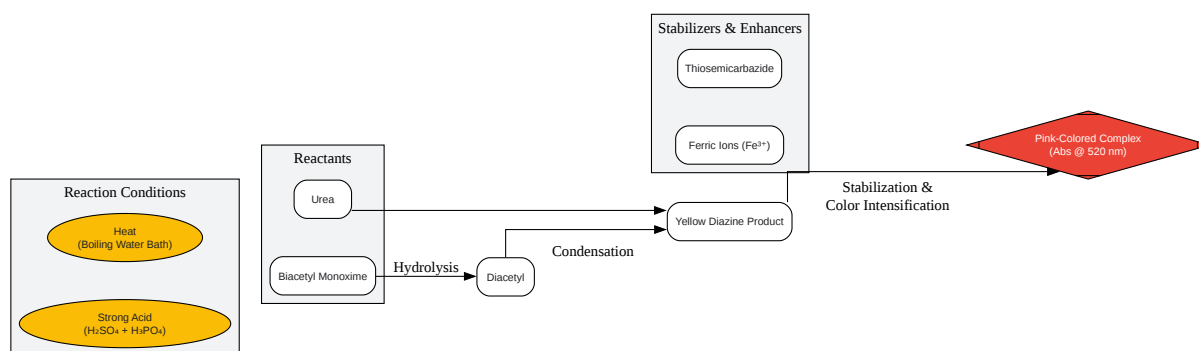 Reaction Conditions
Heat
(Boiling Water Bath)
Strong Acid
(H₂SO₄ + H₃PO₄)
Reactants
Urea
Biacetyl Monoxime
Hydrolysis
Diacetyl
Condensation
Stabilizers & Enhancers
Thiosemicarbazide
Ferric Ions (Fe³⁺)
Yellow Diazine Product
Stabilization &
Color Intensification
Pink-Colored Complex
(Abs @ 520 nm)